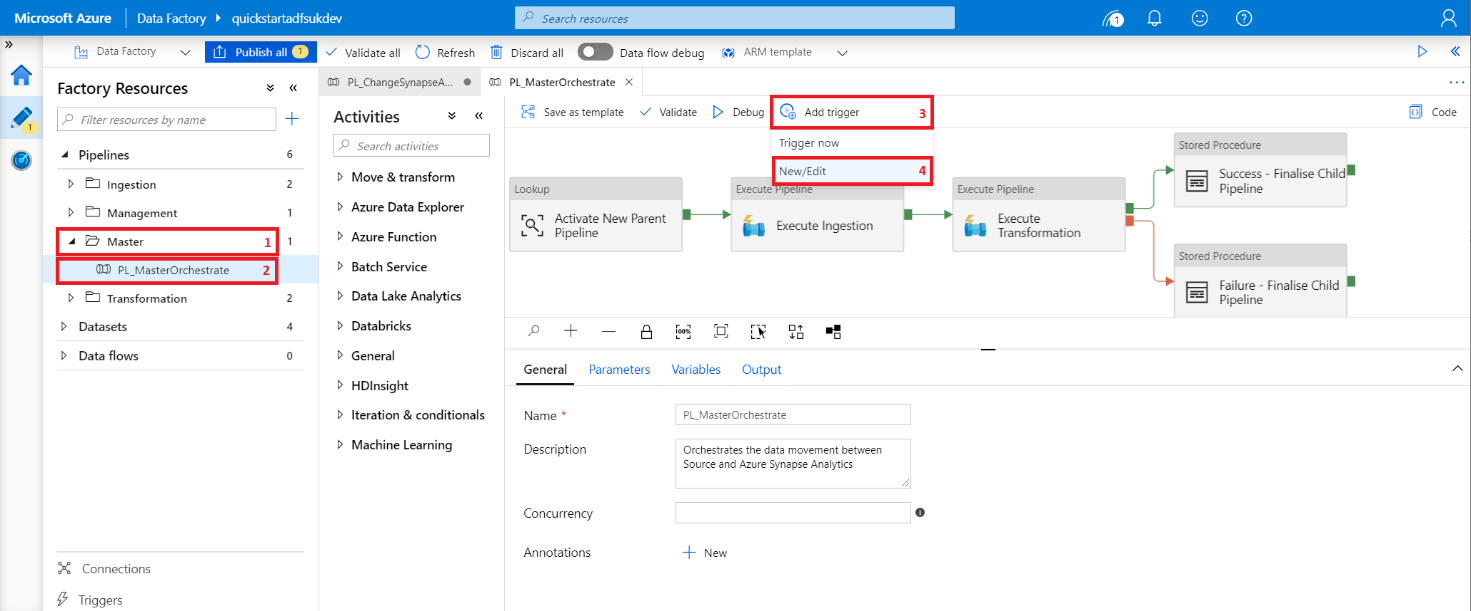 Microsoft Azure
Data Factory
quickstartadfsukdev
Search resources
1
Data Factory
Publish all
1
Validate all
Refresh
Discard all
Data flow debug
ARM template
1
Factory Resources
Filter resources by name
Pipelines
6
Ingestion
2
Management
1
Master
1
1
PL_MasterOrchestrate
2
Transformation
2
Datasets
4
Data flows
0
Connections
Triggers
PL_ChangeSynapseA...
PL_MasterOrchestrate
Activities
Search activities
Move & transform
Azure Data Explorer
Azure Function
Batch Service
Data Lake Analytics
Databricks
General
HDInsight
Iteration & conditionals
Machine Learning
Save as template
Validate
Debug
Add trigger
3
Code
Trigger now
New/Edit
4
Lookup
Activate New Parent
Pipeline
Execute Pipeline
Execute Ingestion
Execute Pipeline
Execute
Transformation
Stored Procedure
Success - Finalise Child
Pipeline
Stored Procedure
Failure - Finalise Child
Pipeline
100%
General
Parameters
Variables
Output
Name *
PL_MasterOrchestrate
Description
Orchestrates the data movement between
Source and Azure Synapse Analytics
Concurrency
Annotations
New